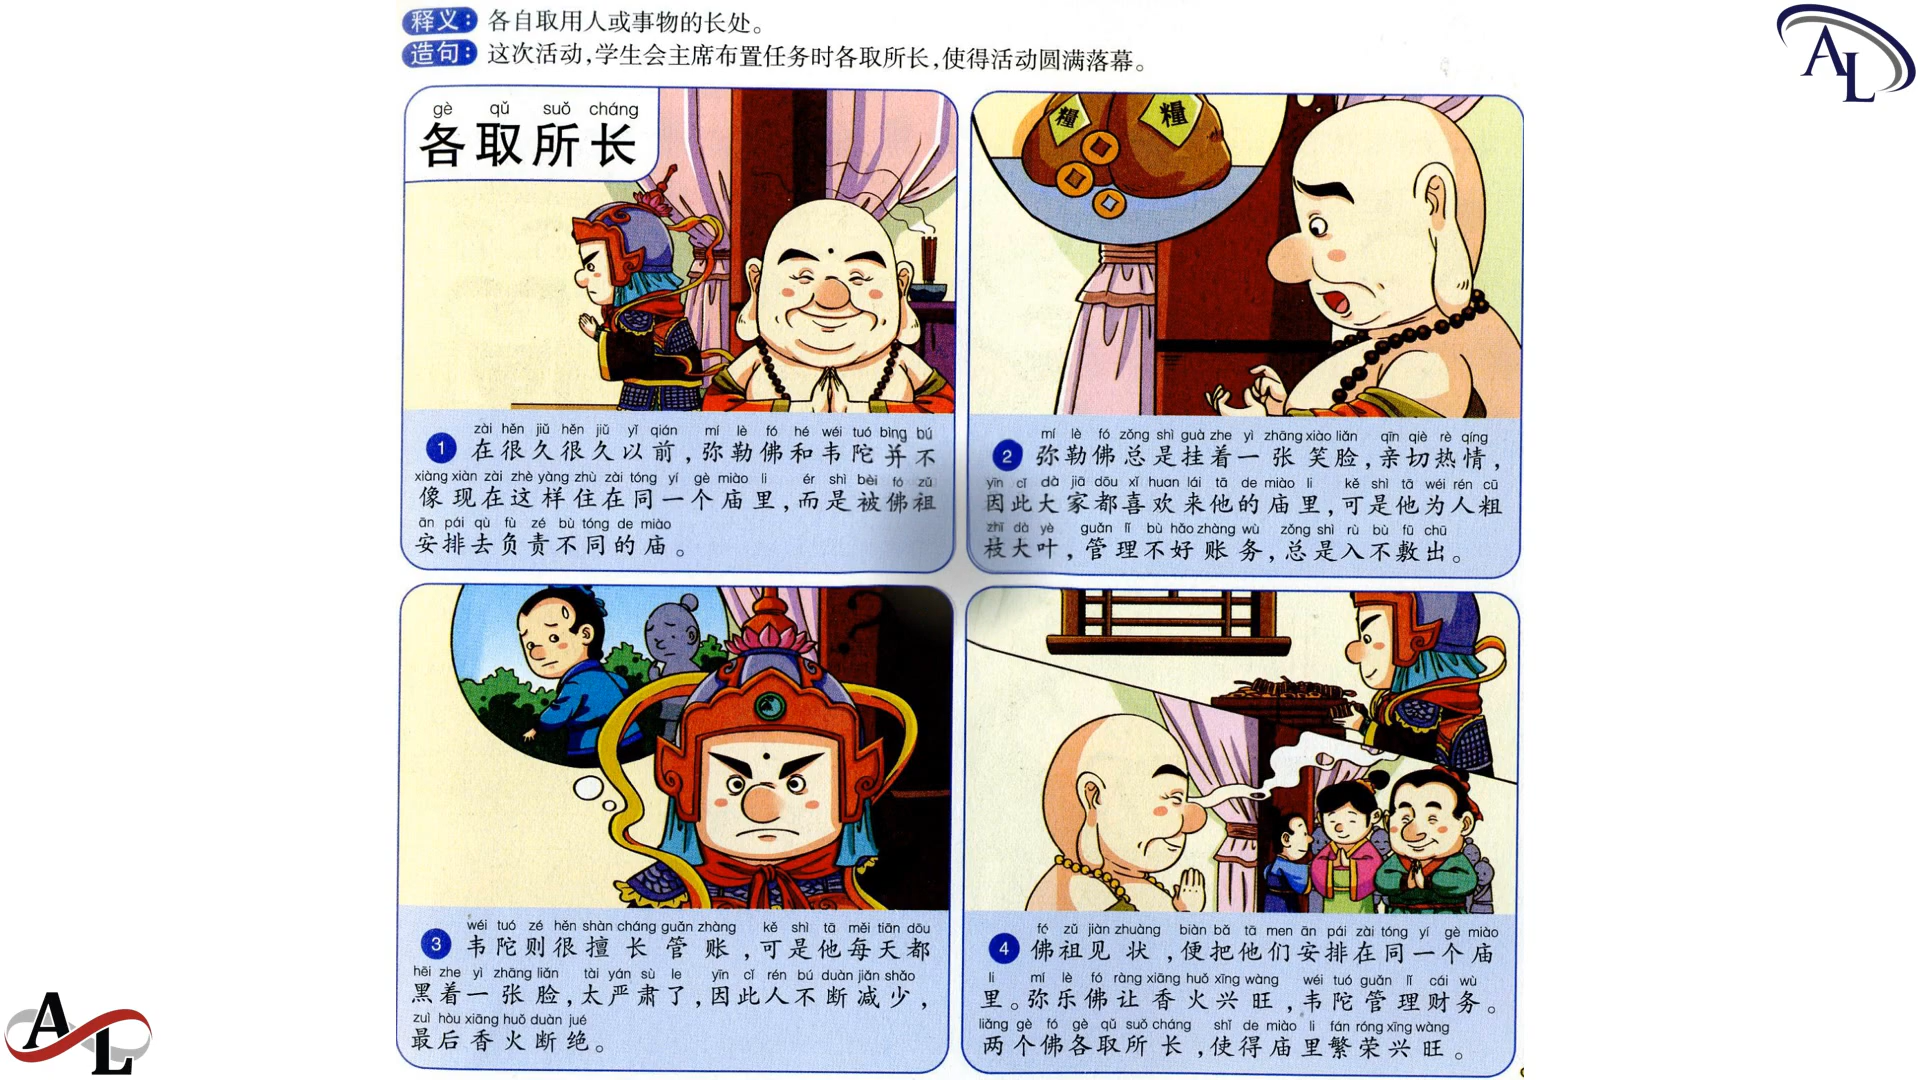 释义： 各自取用人或事物的长处。
造句： 这次活动，学生会主席布置任务时各取所长，使得活动圆满落幕。
gè qǔ suǒ cháng
各取所长
zài hěn jiǔ hěn jiǔ yǐ qián mí lè fó hé wéi tuó bìng bú
1 在很久很久以前，弥勒佛和韦陀并不
xiàng xiàn zài zhè yàng zhù zài tóng yí gè miào li ér shì bèi fó zǔ
像现在这样住在同一个庙里，而是被佛祖
ān pái qù fù zé bù tóng de miào
安排去负责不同的庙。
糧 糧
mí lè fó zǒng shì guà zhe yì zhāng xiào liǎn qīn qiè rè qíng
2 弥勒佛总是挂着一张笑脸，亲切热情，
yīn cǐ dà jiā dōu xǐ huan lái tā de miào li kě shì tā wéi rén cū
因此大家都喜欢来他的庙里，可是他为人粗
zhī dà yè guǎn lǐ bù hǎo zhàng wù zǒng shì rù bù fū chū
枝大叶，管理不好账务，总是入不敷出。
?
wéi tuó zé hěn shàn cháng guǎn zhàng kě shì tā měi tiān dōu
3 韦陀则很擅长管账，可是他每天都
hēi zhe yì zhāng liǎn tài yán sù le yīn cǐ rén bú duàn jiǎn shǎo
黑着一张脸，太严肃了，因此人不断减少，
zuì hòu xiāng huǒ duàn jué
最后香火断绝。
fó zǔ jiàn zhuàng biàn bǎ tā men ān pái zài tóng yí gè miào
4 佛祖见状，便把他们安排在同一个庙
li mí lè fó ràng xiāng huǒ xīng wàng wéi tuó guǎn lǐ cái wù
里。弥乐佛让香火兴旺，韦陀管理财务。
liǎng gè fó gè qǔ suǒ cháng shǐ de miào li fán róng xīng wàng
两个佛各取所长，使得庙里繁荣兴旺。
AL
AL